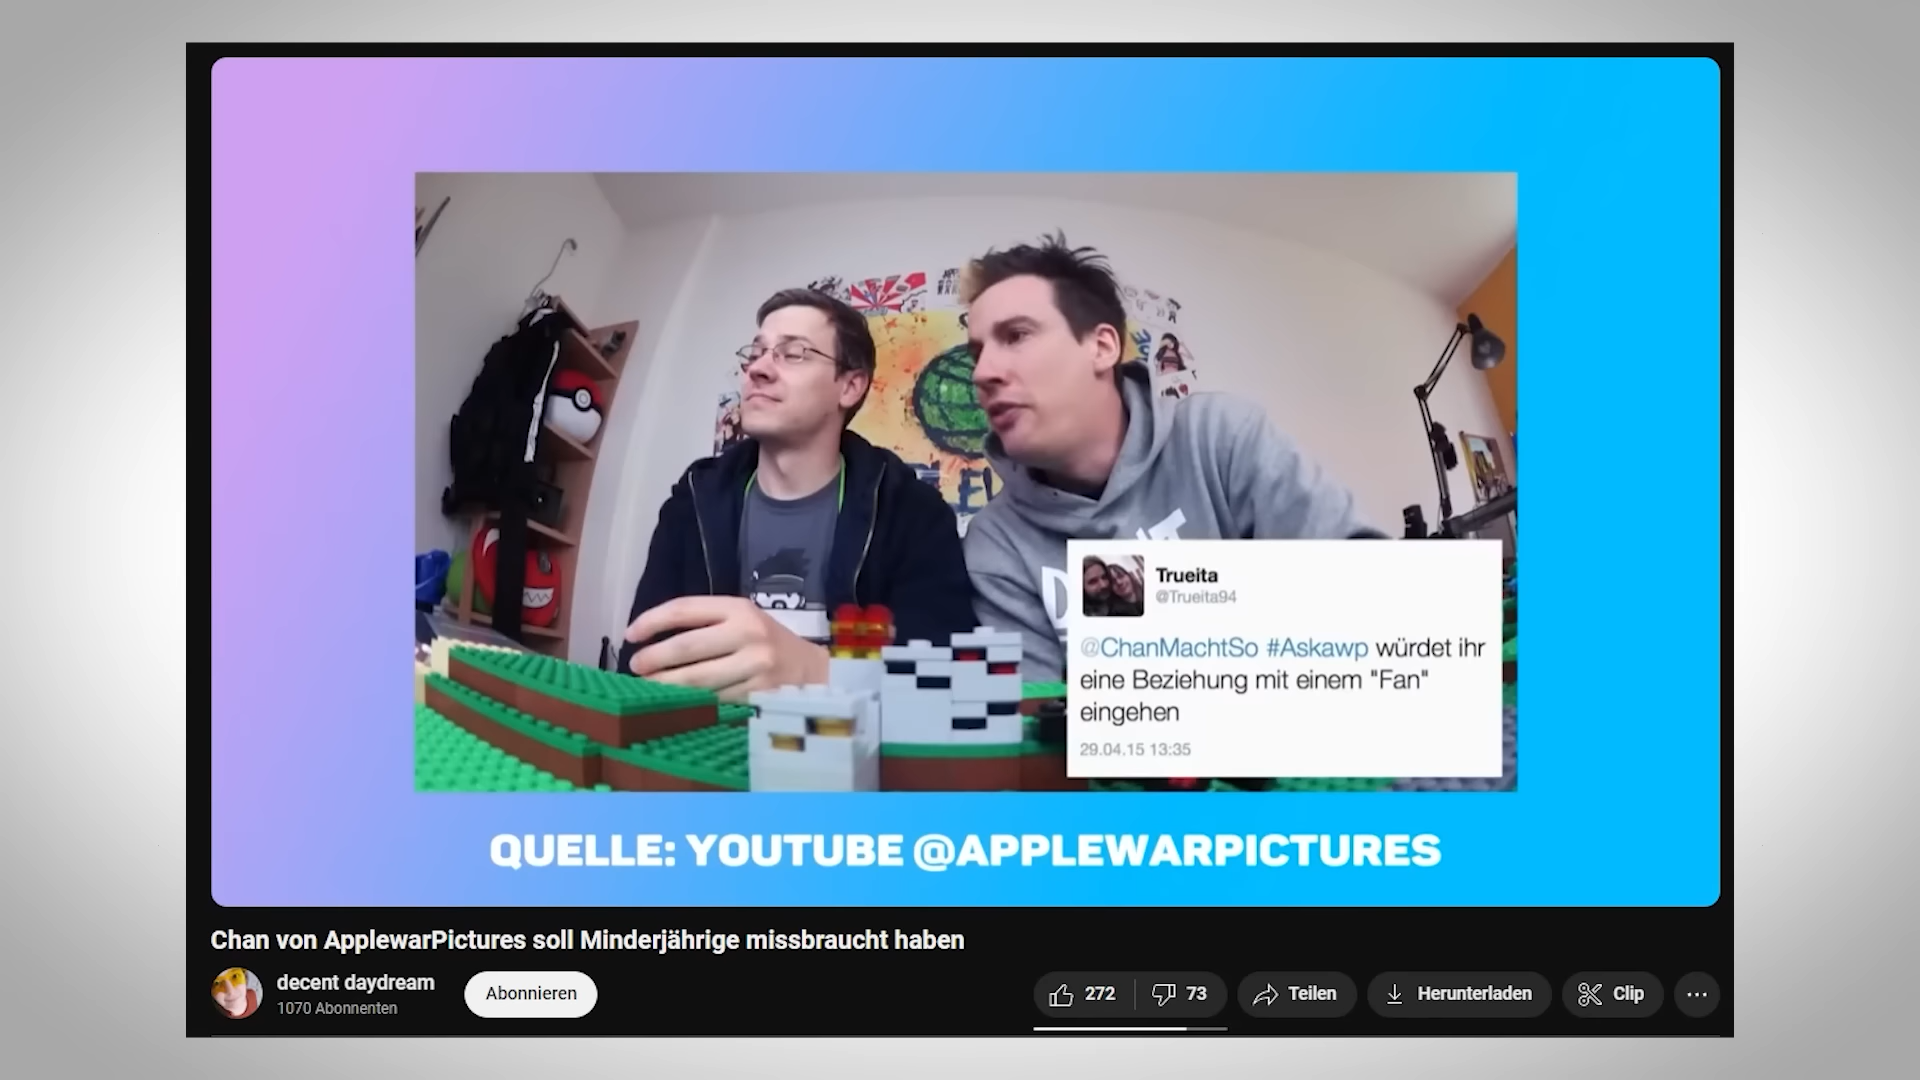 Trueita
@Trueita94
@ChanMachtSo #Askawp würdet ihr
eine Beziehung mit einem "Fan"
eingehen
29.04.15 13:35
QUELLE: YOUTUBE @APPLEWARPICTURES
Chan von ApplewarPictures soll Minderjährige missbraucht haben
decent daydream
1070 Abonnenten
Abonnieren
272
73
Teilen
Herunterladen
Clip